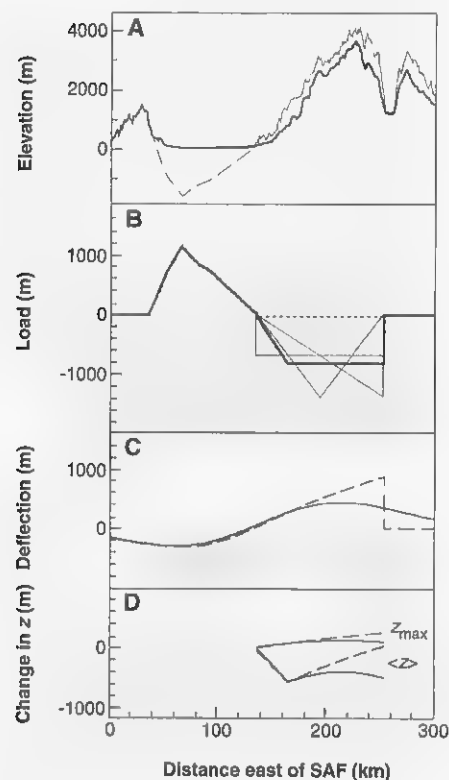 A
4000
2000
0
Elevation (m)
B
1000
0
-1000
Load (m)
C
1000
0
Deflection (m)
D
0
-1000
Change in z (m)
zmax
<z>
0
100
200
300
Distance east of SAF (km)